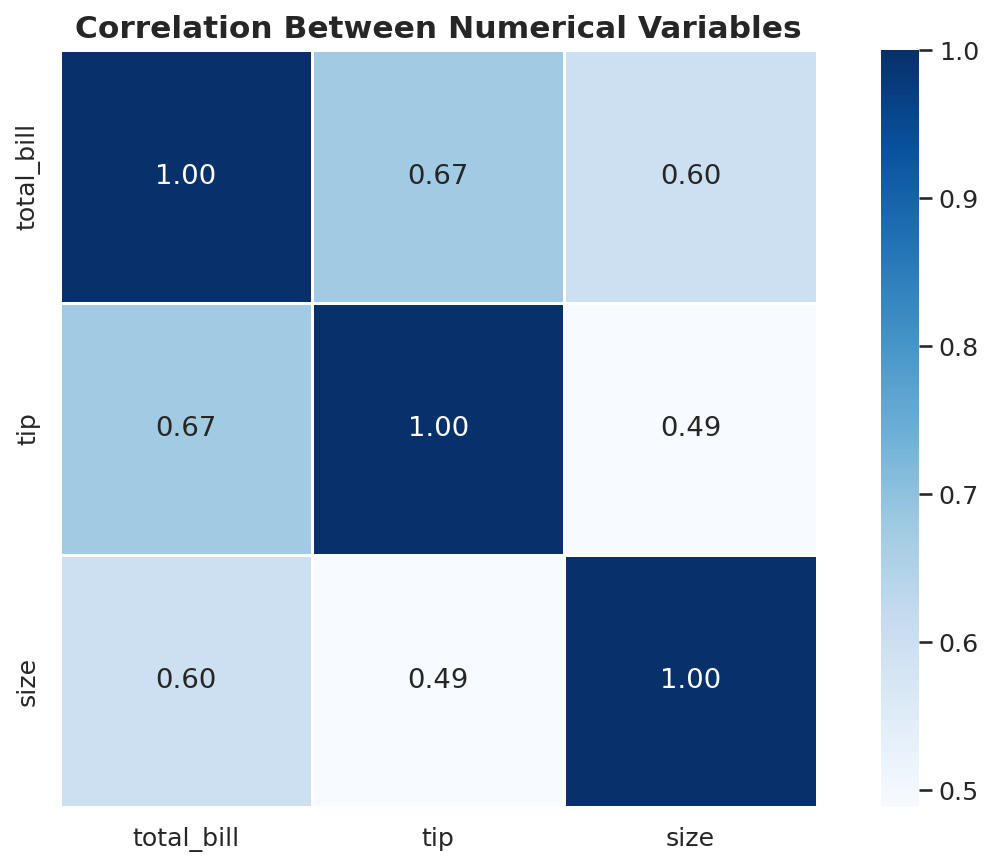 Correlation Between Numerical Variables
total_bill
1.00 0.67 0.60
tip
0.67 1.00 0.49
size
0.60 0.49 1.00
total_bill tip size
1.0
0.9
0.8
0.7
0.6
0.5